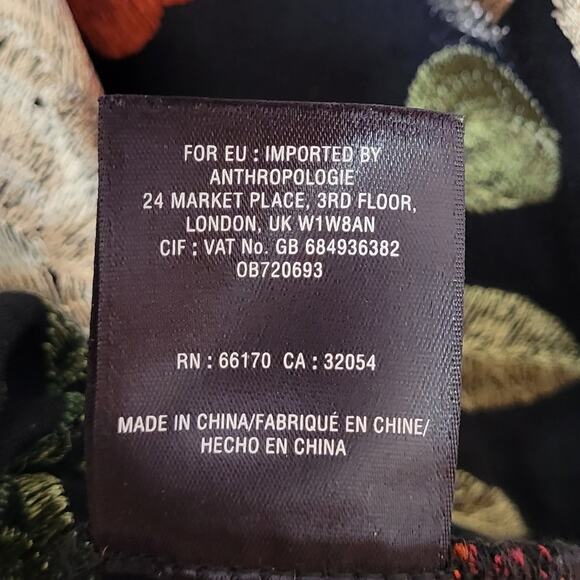 FOR EU : IMPORTED BY
ANTHROPOLOGIE
24 MARKET PLACE, 3RD FLOOR,
LONDON, UK W1W8AN
CIF : VAT No. GB 684936382
OB720693
RN : 66170 CA : 32054
MADE IN CHINA/FABRIQUÉ EN CHINE/
HECHO EN CHINA